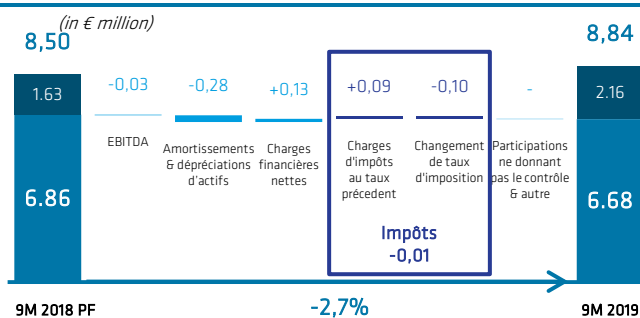 (in € million)
8,50
8,84
1.63
-0,03
-0,28
+0,13
+0,09
-0,10
-
2.16
EBITDA
Amortissements
& dépréciations
d'actifs
Charges
financières
nettes
Charges
d'impôts
au taux
précedent
Changement
de taux
d'imposition
Participations
ne donnant
pas le contrôle
& autre
6.86
6.68
Impôts
-0,01
9M 2018 PF
-2,7%
9M 2019